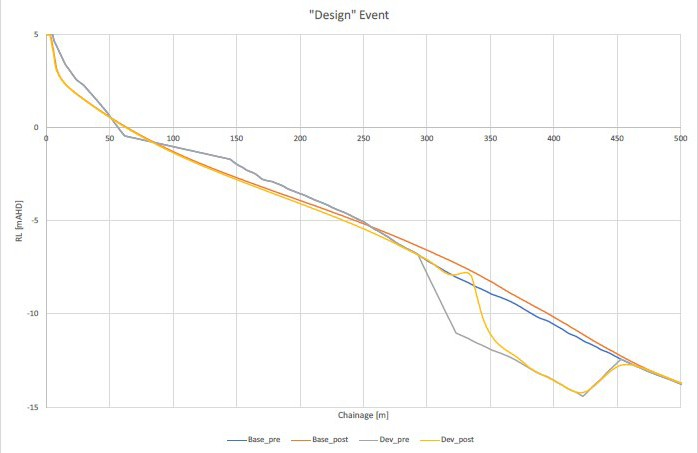 "Design" Event
5
0
-5
-10
-15
0 50 100 150 200 250 300 350 400 450 500
RL [mAHD]
Chainage [m]
Base_pre Base_post Dev_pre Dev_post